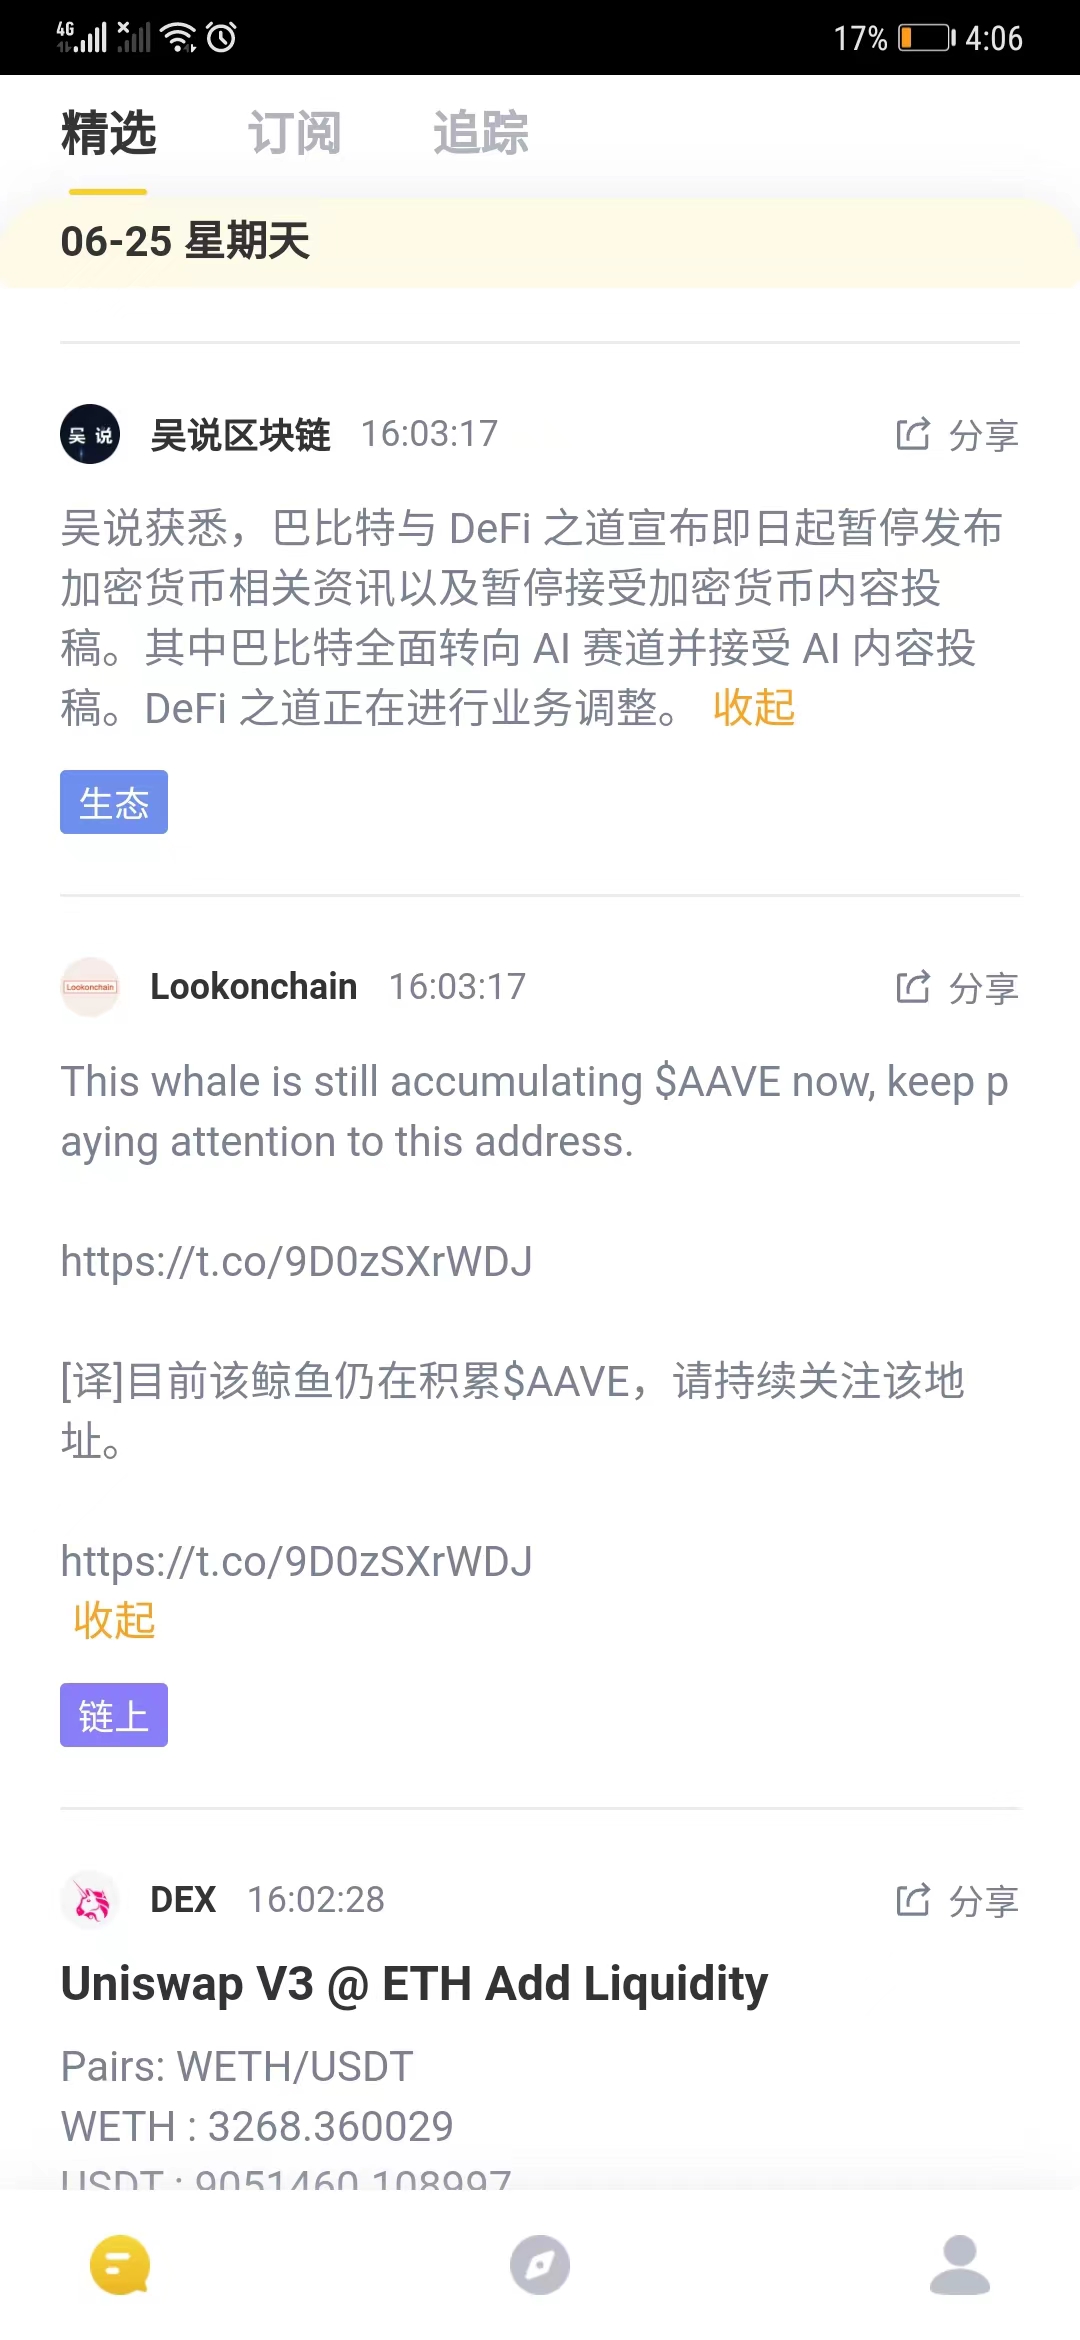 4G
17% 4:06
精选 订阅 追踪
06-25 星期天
吴 说 吴说区块链 16:03:17 分享
吴说获悉，巴比特与 DeFi 之道宣布即日起暂停发布
加密货币相关资讯以及暂停接受加密货币内容投
稿。其中巴比特全面转向 AI 赛道并接受 AI 内容投
稿。DeFi 之道正在进行业务调整。 收起
生态
Lookonchain Lookonchain 16:03:17 分享
This whale is still accumulating $AAVE now, keep p
aying attention to this address.
https://t.co/9D0zSXrWDJ
[译]目前该鲸鱼仍在积累$AAVE，请持续关注该地
址。
https://t.co/9D0zSXrWDJ
收起
链上
DEX 16:02:28 分享
Uniswap V3 @ ETH Add Liquidity
Pairs: WETH/USDT
WETH : 3268.360029
USDT : 9051460.108997